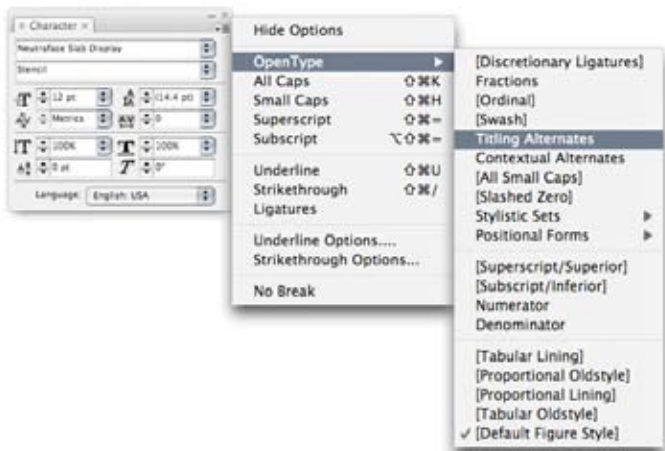 Character ×
Neutraface Slab Display
Stencil
12 pt
(14.4 pt)
Metrics
0
100%
100%
0 pt
0°
Language: English: USA
Hide Options
OpenType
All Caps ⇧⌘K
Small Caps ⇧⌘H
Superscript ⇧⌘=
Subscript ⌥⇧⌘=
Underline ⇧⌘U
Strikethrough ⇧⌘/
Ligatures
Underline Options....
Strikethrough Options...
No Break
[Discretionary Ligatures]
Fractions
[Ordinal]
[Swash]
Titling Alternates
Contextual Alternates
[All Small Caps]
[Slashed Zero]
Stylistic Sets
Positional Forms
[Superscript/Superior]
[Subscript/Inferior]
Numerator
Denominator
[Tabular Lining]
[Proportional Oldstyle]
[Proportional Lining]
[Tabular Oldstyle]
✓ [Default Figure Style]